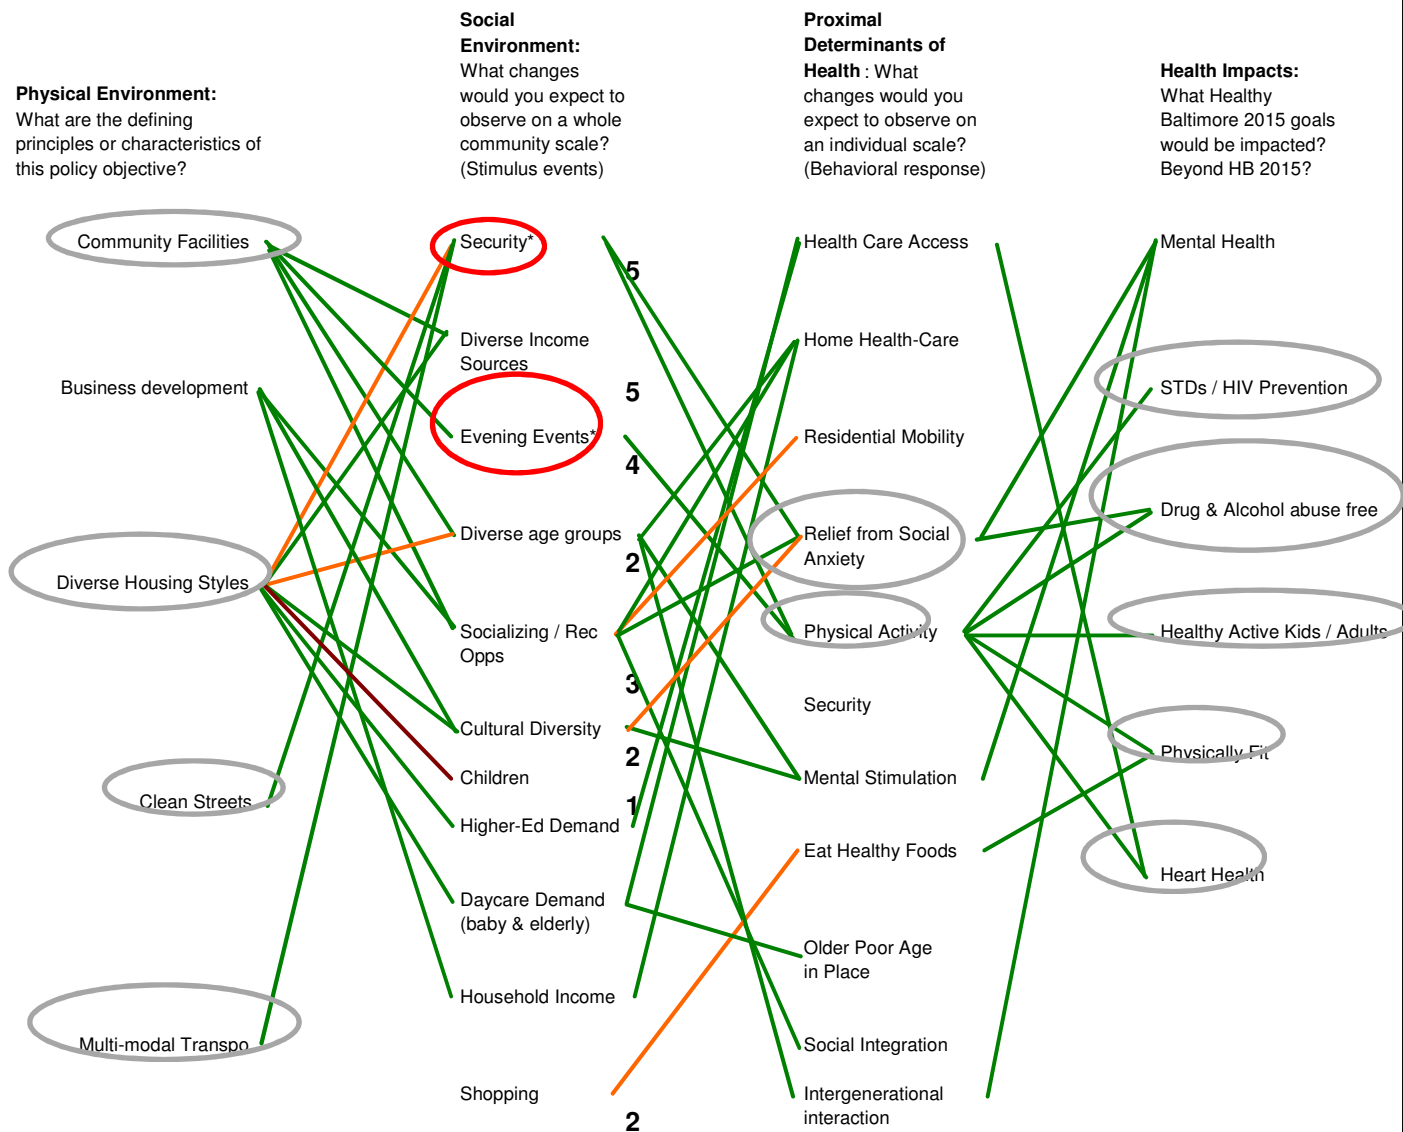 Physical Environment:
What are the defining
principles or characteristics of
this policy objective?
Community Facilities
Business development
Diverse Housing Styles
Clean Streets
Multi-modal Transpo
Social
Environment:
What changes
would you expect to
observe on a whole
community scale?
(Stimulus events)
Security*
Diverse Income
Sources
Evening Events*
Diverse age groups
Socializing / Rec
Opps
Cultural Diversity
Children
Higher-Ed Demand
Daycare Demand
(baby & elderly)
Household Income
Shopping
5
5
4
2
3
2
1
2
Proximal
Determinants of
Health : What
changes would you
expect to observe on
an individual scale?
(Behavioral response)
Health Care Access
Home Health-Care
Residential Mobility
Relief from Social
Anxiety
Physical Activity
Security
Mental Stimulation
Eat Healthy Foods
Older Poor Age
in Place
Social Integration
Intergenerational
interaction
Health Impacts:
What Healthy
Baltimore 2015 goals
would be impacted?
Beyond HB 2015?
Mental Health
STDs / HIV Prevention
Drug & Alcohol abuse free
Healthy Active Kids / Adults
Physically Fit
Heart Health